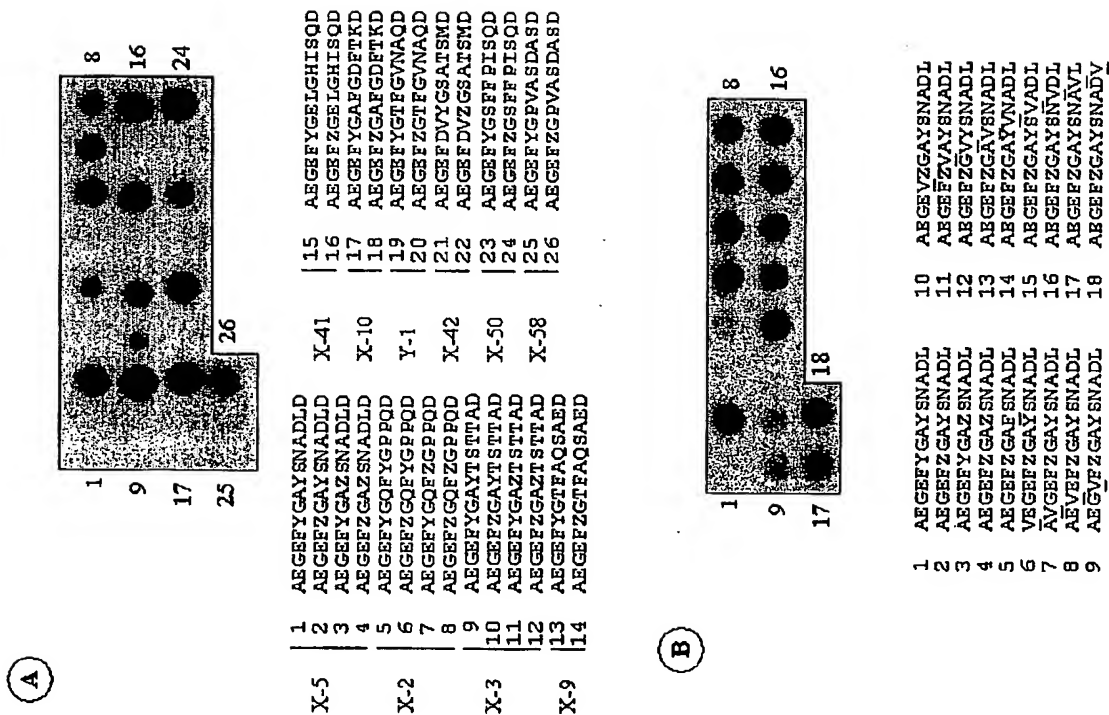 A
1 8
9 16
17 24
25 26
X-5
1 AEGEFYGAYSNADLD
2 AEGEFZGAYSNADLD
3 AEGEFYGAZSNADLD
4 AEGEFZGAZSNADLD
X-2
5 AEGEFYGQFYGPPQD
6 AEGEFZGQFYGPPQD
7 AEGEFYGQFZGPPQD
8 AEGEFZGQFZGPPQD
X-3
9 AEGEFYGAYTSTTAD
10 AEGEFZGAYTSTTAD
11 AEGEFYGAZTSTTAD
12 AEGEFZGAZTSTTAD
X-9
13 AEGEFYGTFAQSAED
14 AEGEFZGTFAQSAED
X-41
15 AEGEFYGELGHISQD
16 AEGEFZGELGHISQD
X-10
17 AEGEFYGAFGDFTKD
18 AEGEFZGAFGDFTKD
Y-1
19 AEGEFYGTFGVNAQD
20 AEGEFZGTFGVNAQD
X-42
21 AEGEFDVYGSATSMD
22 AEGEFDVZGSATSMD
X-50
23 AEGEFYGSFFPISQD
24 AEGEFZGSFFPISQD
X-58
25 AEGEFYGPVASDASD
26 AEGEFZGPVASDASD
B
1 8
9 16
17 18
1 AEGEFYGAYSNADL
2 AEGEFZGAYSNADL
3 AEGEFYGAZSNADL
4 AEGEFZGAZSNADL
5 AEGEFZGAFSNADL
6 VEGEFZGAYSNADL
7 AVGEFZGAYSNADL
8 AEVEFZGAYSNADL
9 AEGVFZGAYSNADL
10 AEGEVZGAYSNADL
11 AEGEFZVAYSNADL
12 AEGEFZGVYSNADL
13 AEGEFZGAVSNADL
14 AEGEFZGAYVNADL
15 AEGEFZGAYSVADL
16 AEGEFZGAYSNVDL
17 AEGEFZGAYSNAVL
18 AEGEFZGAYSNADV